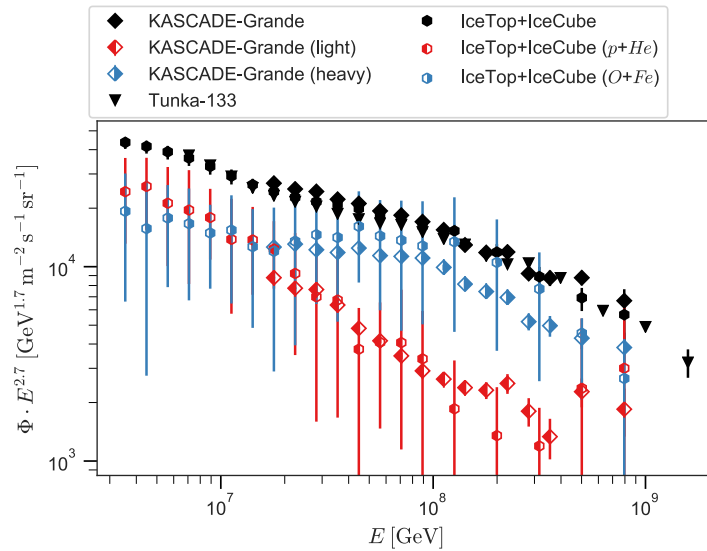 KASCADE-Grande
KASCADE-Grande (light)
KASCADE-Grande (heavy)
Tunka-133
IceTop+IceCube
IceTop+IceCube (p+He)
IceTop+IceCube (O+Fe)
Φ · E^{2.7} [GeV^{1.7} m^{−2} s^{−1} sr^{−1}]
10^4
10^3
10^7
10^8
10^9
E [GeV]